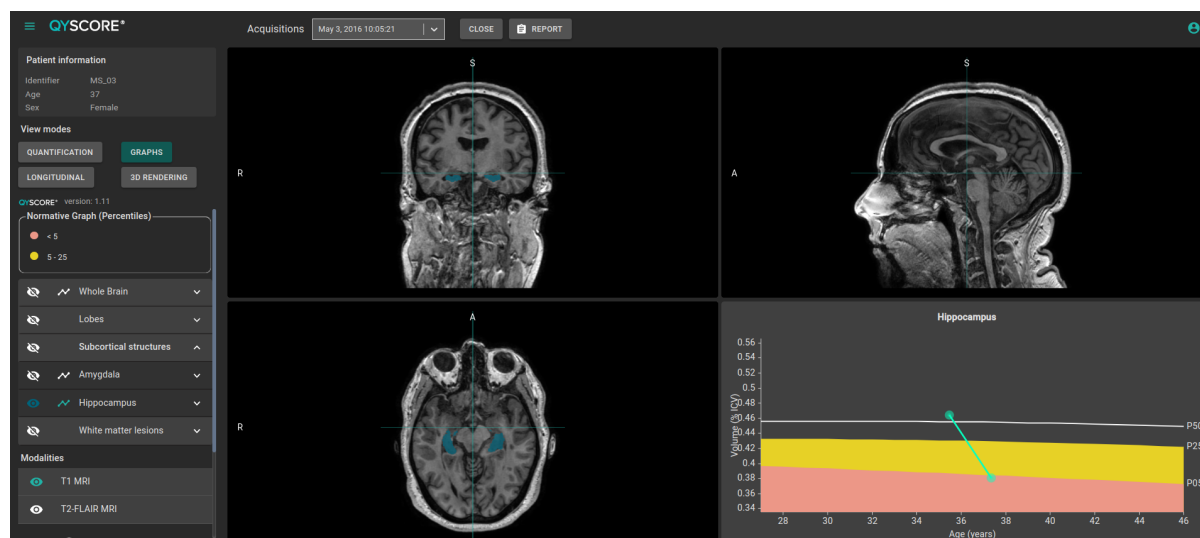 QYSCORE®
Acquisitions
May 3, 2016 10:05:21
CLOSE
REPORT
Patient information
Identifier MS_03
Age 37
Sex Female
View modes
QUANTIFICATION
GRAPHS
LONGITUDINAL
3D RENDERING
QYSCORE® version: 1.11
Normative Graph (Percentiles)
< 5
5 - 25
Whole Brain
Lobes
Subcortical structures
Amygdala
Hippocampus
White matter lesions
Modalities
T1 MRI
T2-FLAIR MRI
S
R
S
A
A
R
Hippocampus
Volume (% ICV)
0.56
0.54
0.52
0.5
0.48
0.46
0.44
0.42
0.4
0.38
0.36
0.34
P50
P25
P05
28 30 32 34 36 38 40 42 44 46
Age (years)